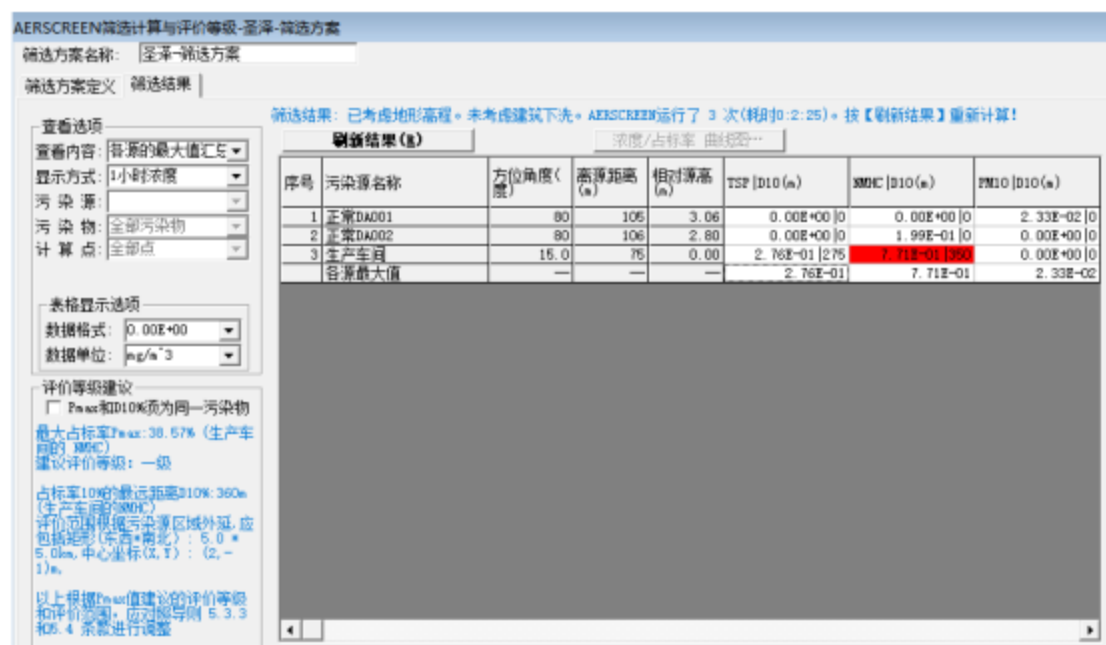 AERSCREEN筛选计算与评价等级-圣泽-筛选方案
筛选方案名称: 圣泽-筛选方案
筛选方案定义 筛选结果
筛选结果: 已考虑地形高程。未考虑建筑下洗。AERSCREEN运行了 3 次(耗时0:2:25)。按【刷新结果】重新计算!
查看选项
查看内容: 各源的最大值汇总
显示方式: 1小时浓度
污 染 源:
污 染 物: 全部污染物
计 算 点: 全部点
刷新结果(R) 浓度/占标率 曲线图…
序号 污染源名称 方位角度(度) 离源距离(m) 相对源高(m) TSP|D10(m) NMHC|D10(m) PM10|D10(m)
1 正常DA001 80 105 3.06 0.00E+00|0 0.00E+00|0 2.33E-02|0
2 正常DA002 80 106 2.80 0.00E+00|0 1.99E-01|0 0.00E+00|0
3 生产车间 15.0 75 0.00 2.76E-01|275 7.71E-01|350 0.00E+00|0
各源最大值 — — — 2.76E-01 7.71E-01 2.33E-02
表格显示选项
数据格式: 0.00E+00
数据单位: mg/m^3
评价等级建议
Pmax和D10%须为同一污染物
最大占标率Pmax:38.57% (生产车
间的 NMHC)
建议评价等级: 一级
占标率10%的最远距离D10%:360m
(生产车间的NMHC)
评价范围根据污染源区域外延,应
包括矩形(东西*南北): 5.0 *
5.0km,中心坐标(X,Y): (2,-
1)m。
以上根据Pmax值建议的评价等级
和评价范围，应对照导则 5.3.3
和5.4 条款进行调整